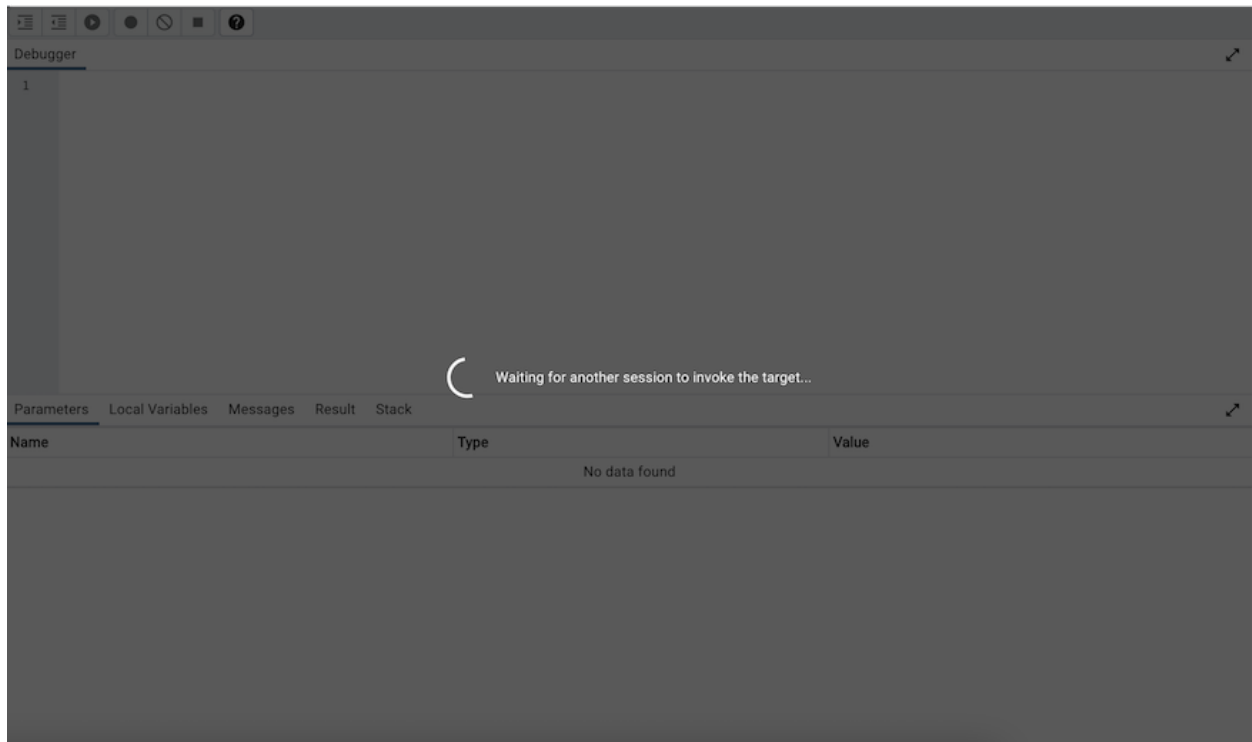 Debugger
1
Waiting for another session to invoke the target...
Parameters Local Variables Messages Result Stack
Name Type Value
No data found